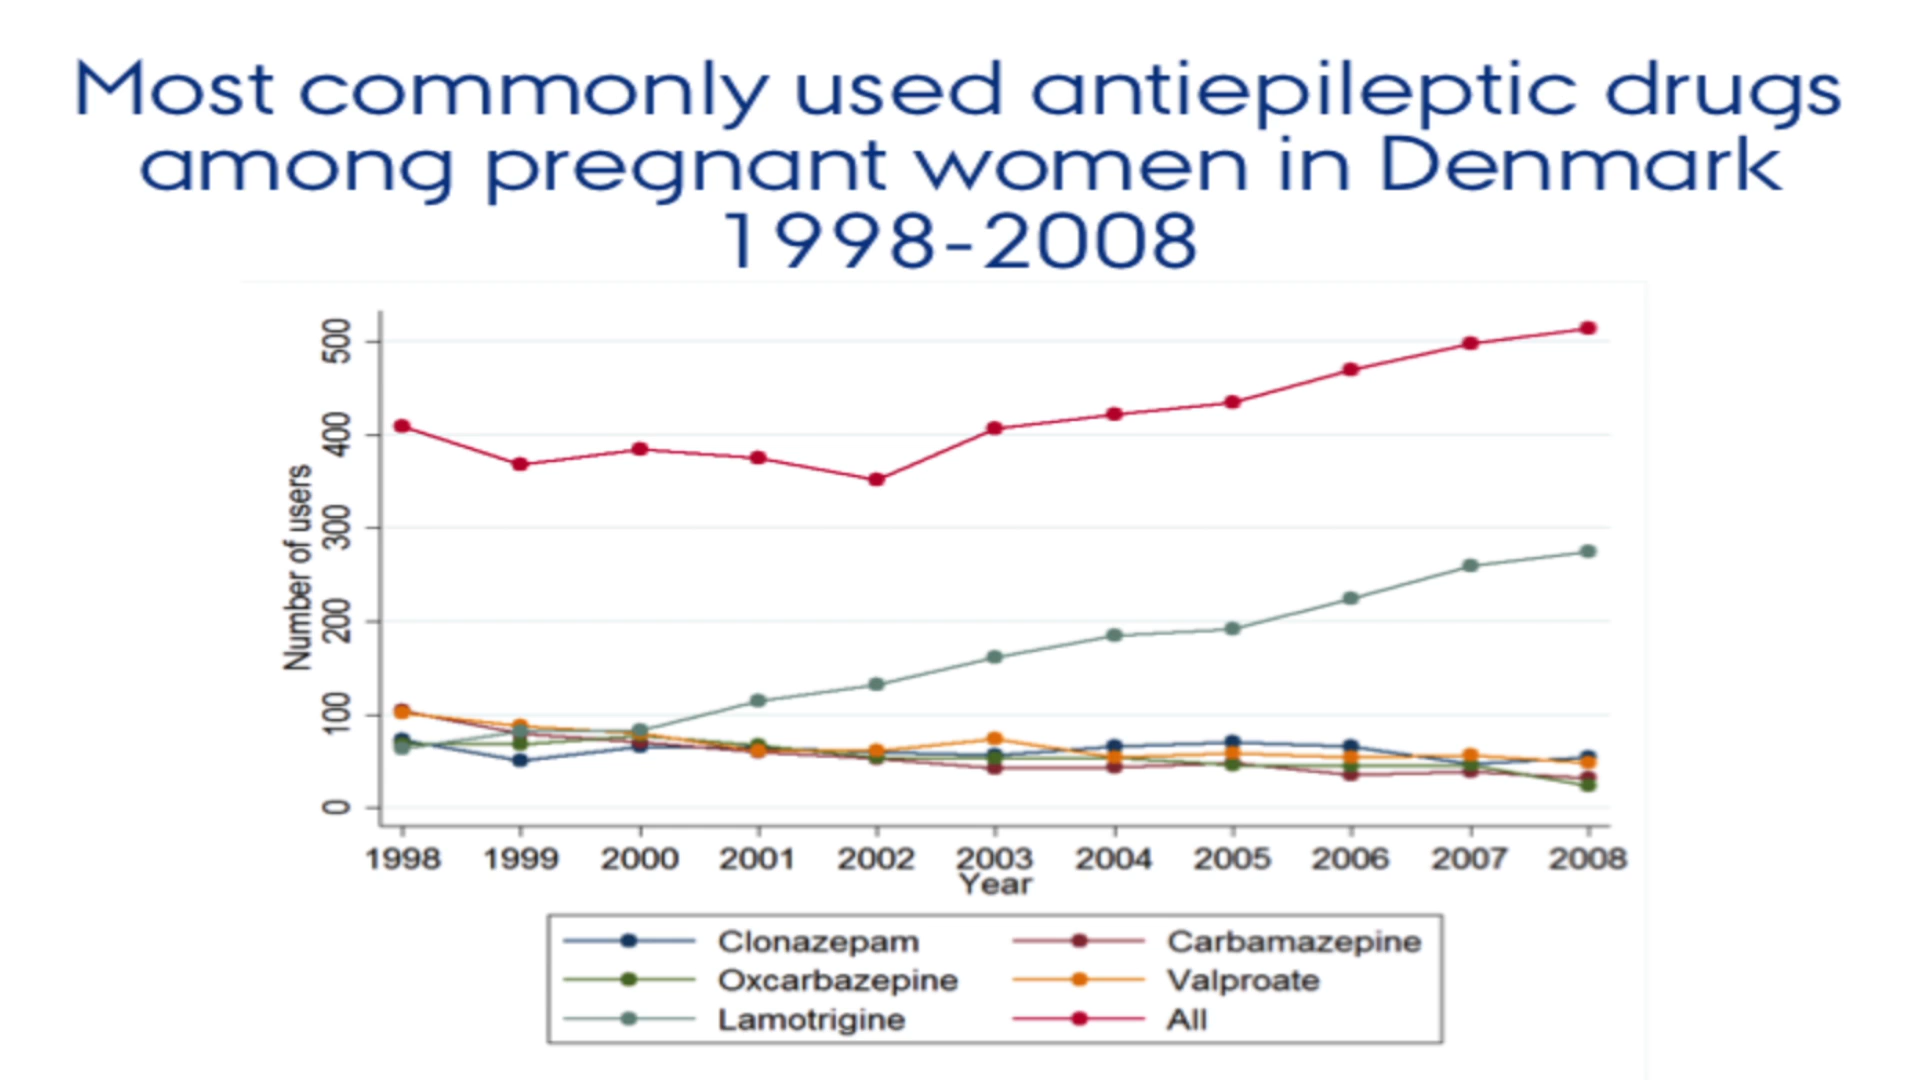 Most commonly used antiepileptic drugs
among pregnant women in Denmark
1998-2008
500
400
300
200
100
0
Number of users
1998 1999 2000 2001 2002 2003 2004 2005 2006 2007 2008
Year
Clonazepam Carbamazepine
Oxcarbazepine Valproate
Lamotrigine All